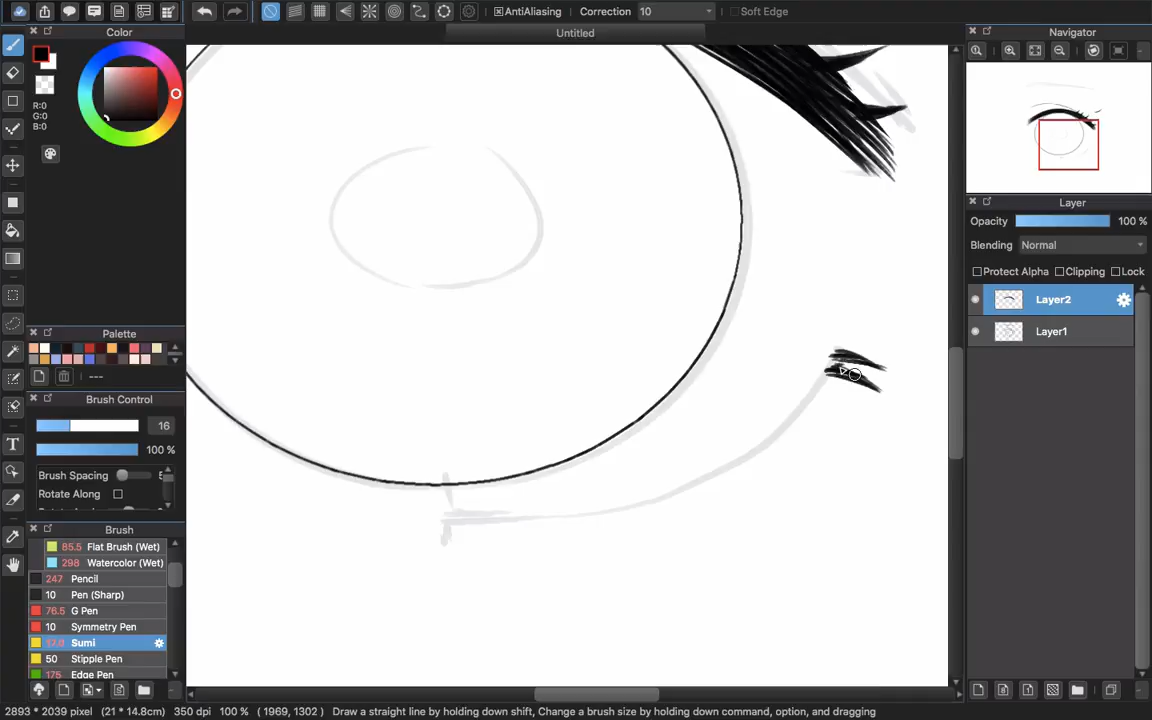 AntiAliasing Correction 10 Soft Edge
Untitled
Color
R:0
G:0
B:0
Palette
---
Brush Control
16
100 %
Brush Spacing
Rotate Along
Brush
85.5 Flat Brush (Wet)
298 Watercolor (Wet)
247 Pencil
10 Pen (Sharp)
76.5 G Pen
10 Symmetry Pen
Sumi
50 Stipple Pen
175 Edge Pen
Navigator
Layer
Opacity 100 %
Blending Normal
Protect Alpha Clipping Lock
Layer2
Layer1
T
2893 * 2039 pixel (21 * 14.8cm) 350 dpi 100 % ( 1969, 1302 ) Draw a straight line by holding down shift, Change a brush size by holding down command, option, and dragging